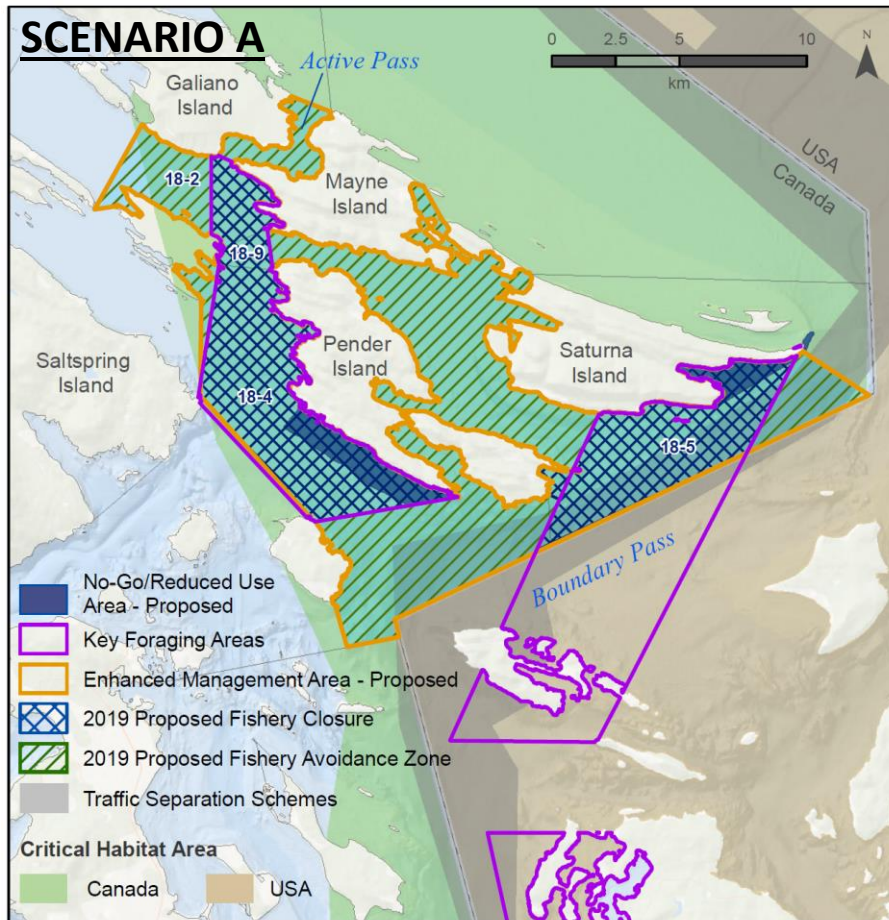 SCENARIO A
0 2.5 5 10
km
N
Active Pass
Galiano
Island
USA
Canada
18-2
Mayne
Island
18-9
Pender
Island
Saturna
Island
Saltspring
Island
18-4
18-5
Boundary Pass
No-Go/Reduced Use
Area - Proposed
Key Foraging Areas
Enhanced Management Area - Proposed
2019 Proposed Fishery Closure
2019 Proposed Fishery Avoidance Zone
Traffic Separation Schemes
Critical Habitat Area
Canada USA